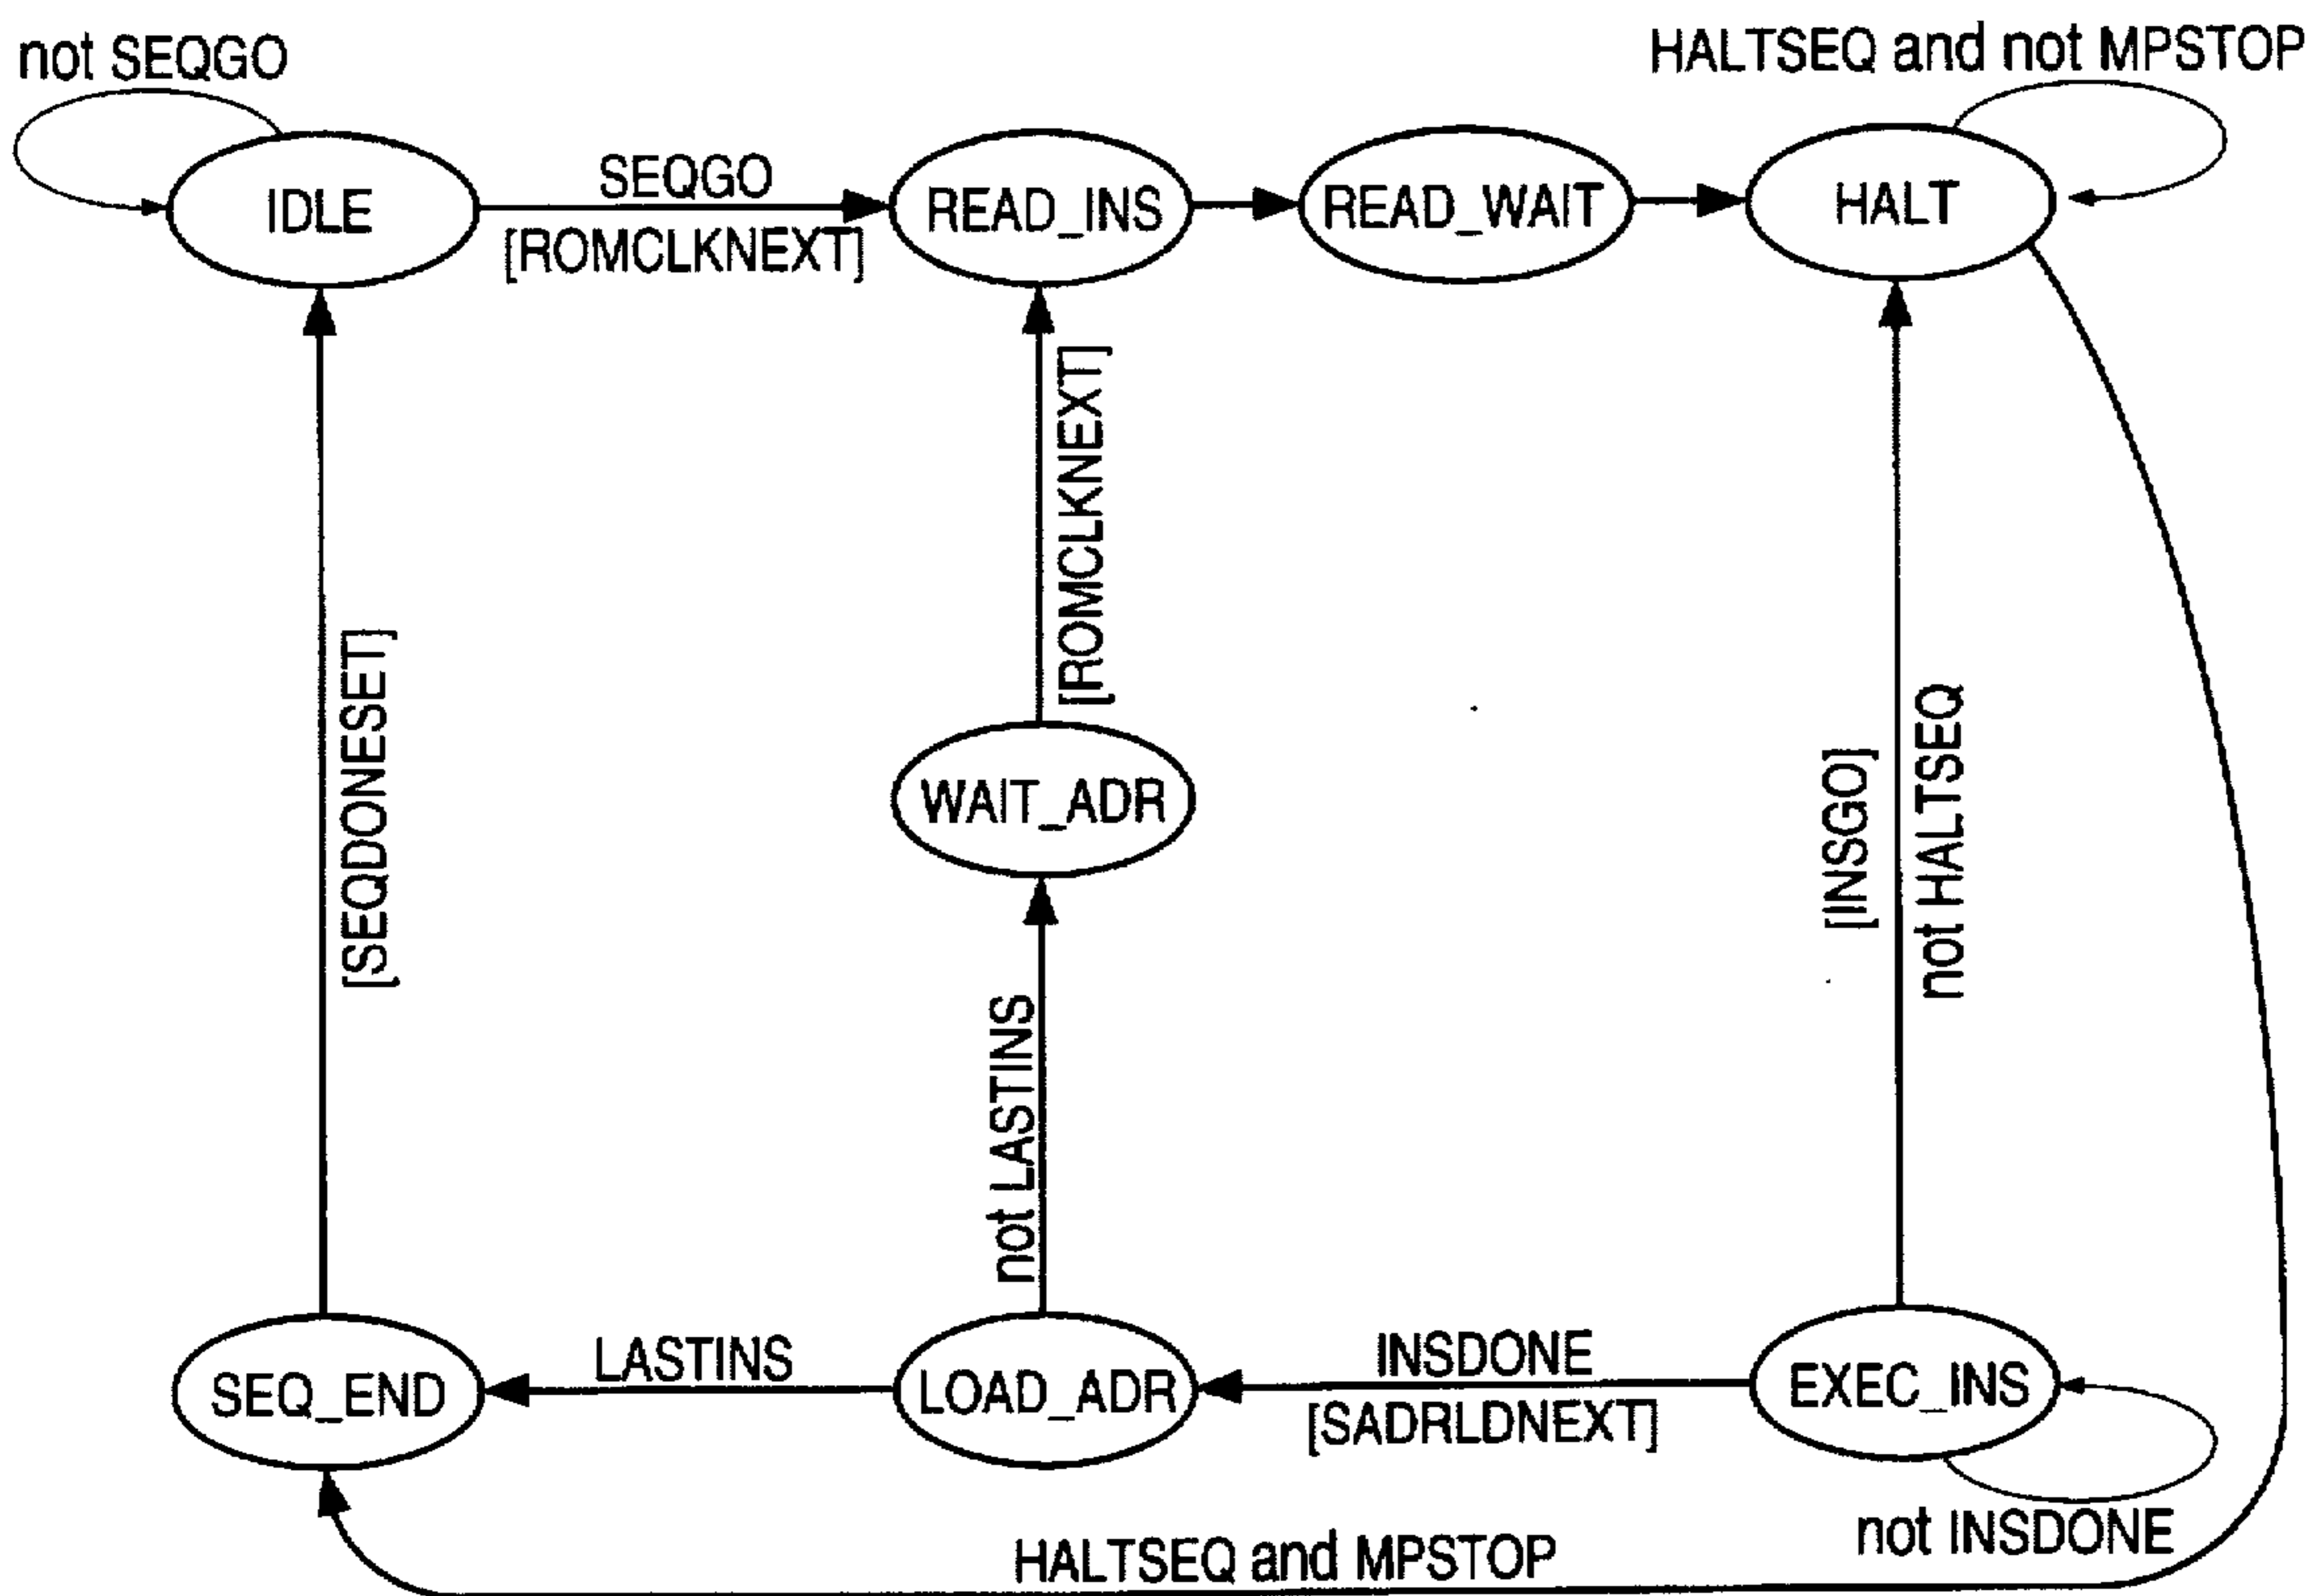 not SEQGO
HALTSEQ and not MPSTOP
IDLE
SEQGO
[ROMCLKNEXT]
READ_INS
READ_WAIT
HALT
[SEQDONESET]
[ROMCLKNEXT]
WAIT_ADR
[INSGO]
not HALTSEQ
not LASTINS
SEQ_END
LASTINS
LOAD_ADR
INSDONE
[SADRLDNEXT]
EXEC_INS
not INSDONE
HALTSEQ and MPSTOP